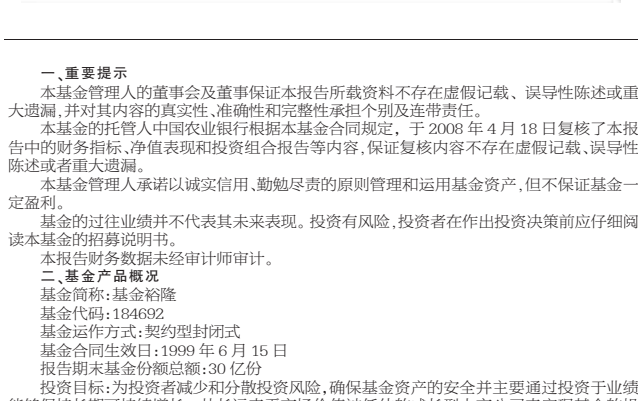 一、重要提示
本基金管理人的董事会及董事保证本报告所载资料不存在虚假记载、误导性陈述或重
大遗漏,并对其内容的真实性、准确性和完整性承担个别及连带责任。
本基金的托管人中国农业银行根据本基金合同规定,于 2008 年 4 月 18 日复核了本报
告中的财务指标、净值表现和投资组合报告等内容,保证复核内容不存在虚假记载、误导性
陈述或者重大遗漏。
本基金管理人承诺以诚实信用、勤勉尽责的原则管理和运用基金资产,但不保证基金一
定盈利。
基金的过往业绩并不代表其未来表现。投资有风险,投资者在作出投资决策前应仔细阅
读本基金的招募说明书。
本报告财务数据未经审计师审计。
二、基金产品概况
基金简称:基金裕隆
基金代码:184692
基金运作方式:契约型封闭式
基金合同生效日:1999 年 6 月 15 日
报告期末基金份额总额:30 亿份
投资目标:为投资者减少和分散投资风险,确保基金资产的安全并主要通过投资于业绩